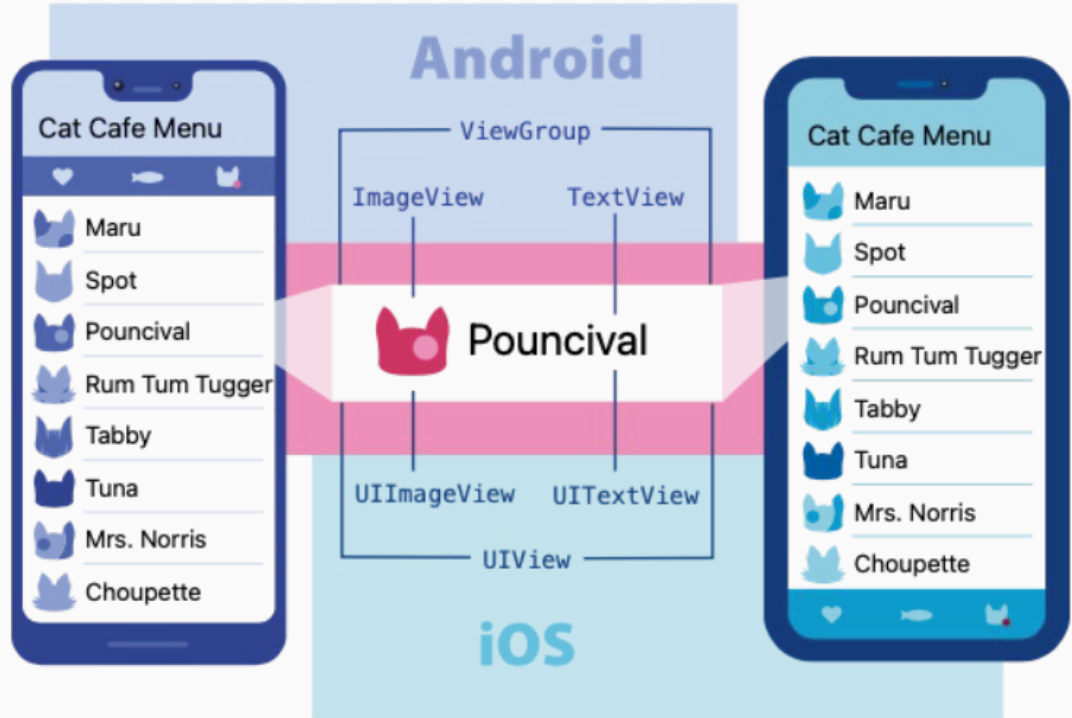 Android
Cat Cafe Menu
Maru
Spot
Pouncival
Rum Tum Tugger
Tabby
Tuna
Mrs. Norris
Choupette
ViewGroup
ImageView TextView
Pouncival
UIImageView UITextView
UIView
iOS
Cat Cafe Menu
Maru
Spot
Pouncival
Rum Tum Tugger
Tabby
Tuna
Mrs. Norris
Choupette